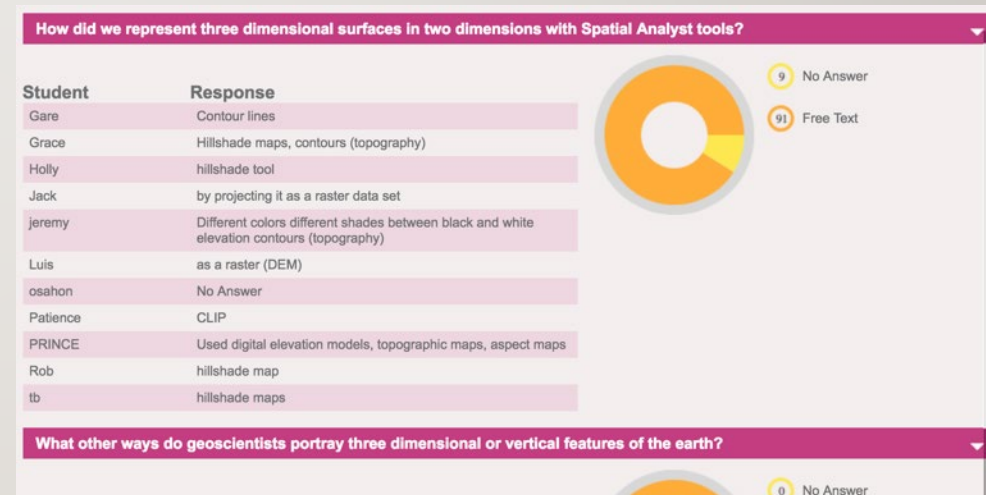 How did we represent three dimensional surfaces in two dimensions with Spatial Analyst tools?
9 No Answer
91 Free Text
Student Response
Gare Contour lines
Grace Hillshade maps, contours (topography)
Holly hillshade tool
Jack by projecting it as a raster data set
jeremy Different colors different shades between black and white
elevation contours (topography)
Luis as a raster (DEM)
osahon No Answer
Patience CLIP
PRINCE Used digital elevation models, topographic maps, aspect maps
Rob hillshade map
tb hillshade maps
What other ways do geoscientists portray three dimensional or vertical features of the earth?
0 No Answer